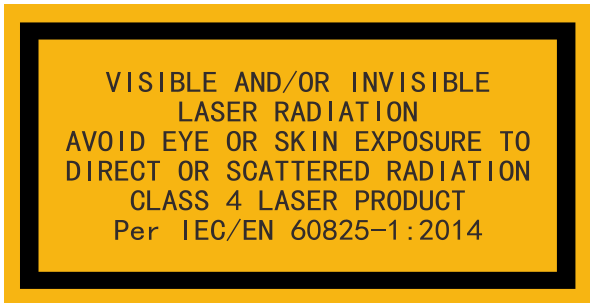 VISIBLE AND/OR INVISIBLE
LASER RADIATION
AVOID EYE OR SKIN EXPOSURE TO
DIRECT OR SCATTERED RADIATION
CLASS 4 LASER PRODUCT
Per IEC/EN 60825-1:2014